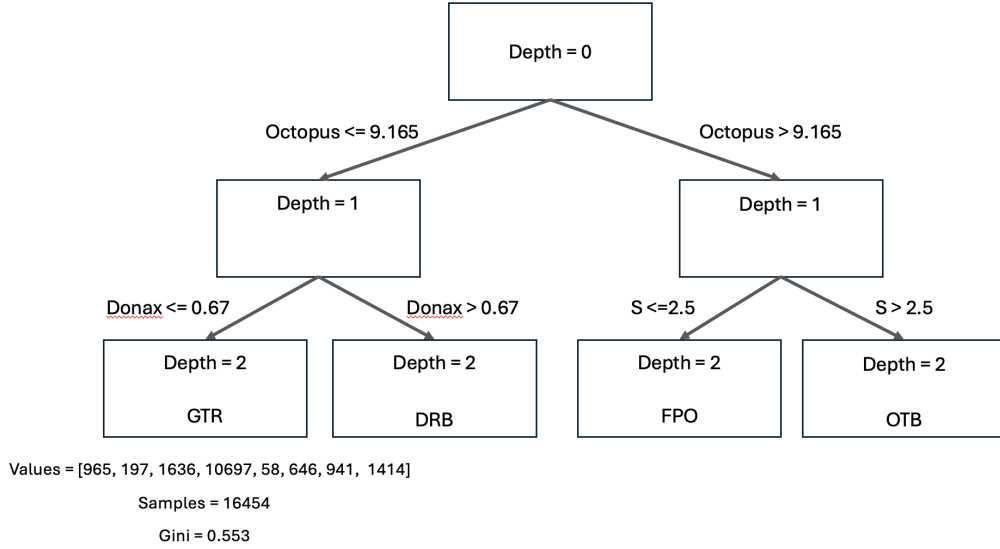 Depth = 0
Octopus <= 9.165
Octopus > 9.165
Depth = 1
Depth = 1
Donax <= 0.67
Donax > 0.67
S <=2.5
S > 2.5
Depth = 2
GTR
Depth = 2
DRB
Depth = 2
FPO
Depth = 2
OTB
Values = [965, 197, 1636, 10697, 58, 646, 941, 1414]
Samples = 16454
Gini = 0.553